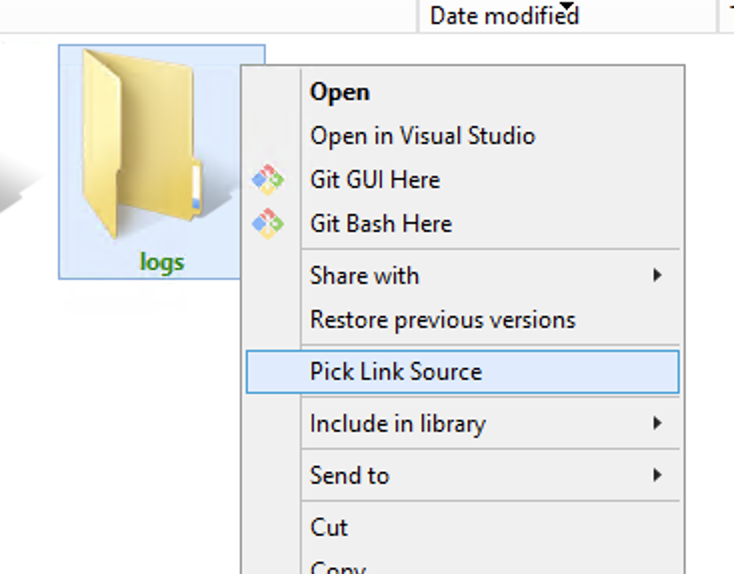 Date modified
Open
Open in Visual Studio
Git GUI Here
Git Bash Here
logs
Share with
Restore previous versions
Pick Link Source
Include in library
Send to
Cut
Copy